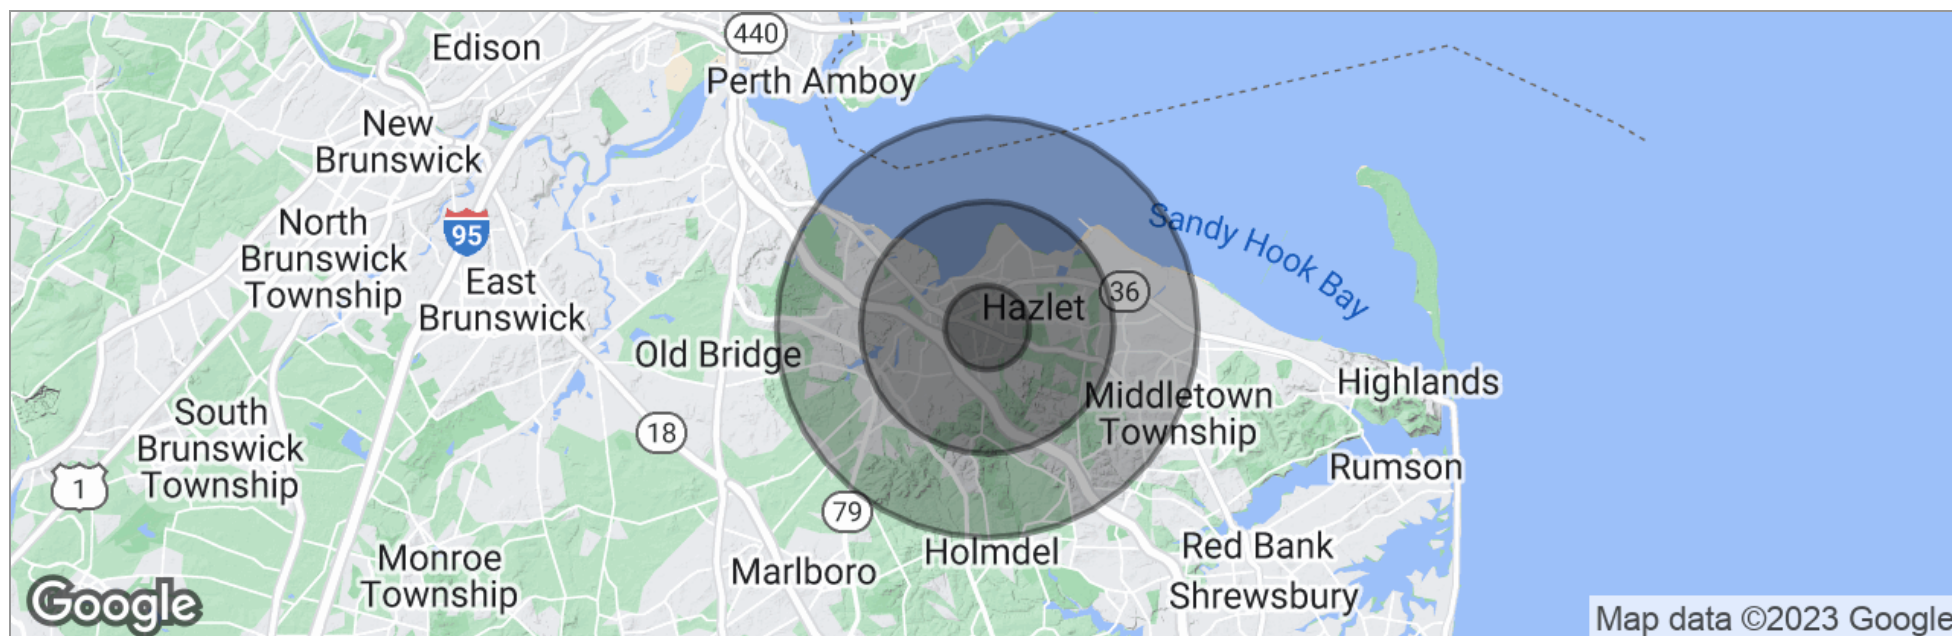 Edison
440
Perth Amboy
New
Brunswick
North
Brunswick
Township
95
East
Brunswick
Sandy Hook Bay
36
Hazlet
Old Bridge
Middletown
Township
Highlands
South
Brunswick
Township
18
1
79
Rumson
Monroe
Township
Marlboro
Holmdel
Red Bank
Shrewsbury
Google
Map data ©2023 Google